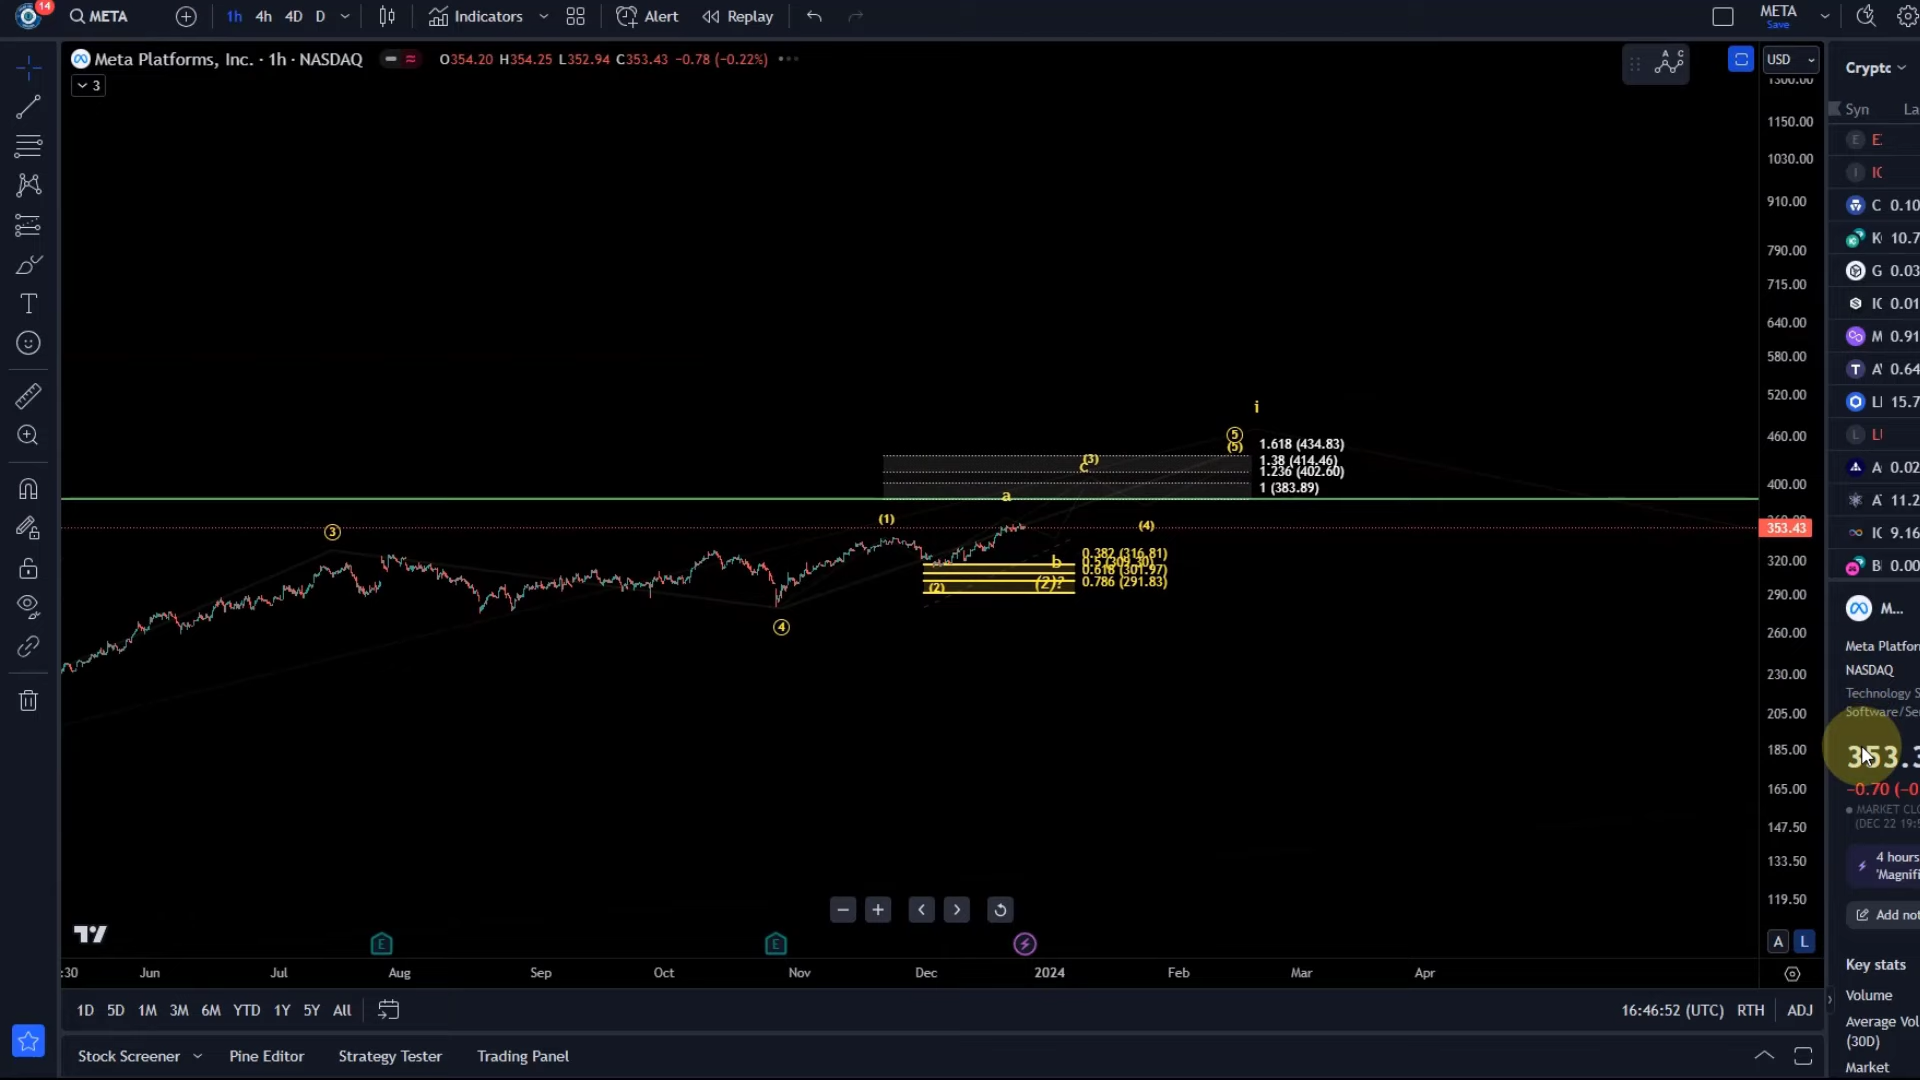 14
META
1h
4h
4D
D
Indicators
Alert
Replay
META
Save
Meta Platforms, Inc. · 1h · NASDAQ
O354.20 H354.25 L352.94 C353.43 −0.78 (−0.22%)
3
A C
USD
1300.00
1150.00
1030.00
910.00
790.00
715.00
640.00
580.00
520.00
460.00
400.00
353.43
320.00
290.00
260.00
230.00
205.00
185.00
165.00
147.50
133.50
119.50
i
5
(5)
1.618 (434.83)
1.38 (414.46)
1.236 (402.60)
1 (383.89)
(3)
c
a
(1)
(4)
3
0.382 (316.81)
0.5 (309.30)
0.618 (301.97)
0.786 (291.83)
b
(2)
(2)?
4
E
E
A
L
:30
Jun
Jul
Aug
Sep
Oct
Nov
Dec
2024
Feb
Mar
Apr
1D
5D
1M
3M
6M
YTD
1Y
5Y
All
16:46:52 (UTC)
RTH
ADJ
Stock Screener
Pine Editor
Strategy Tester
Trading Panel
Crypto
Syn
La
E
I
C 0.10
K 10.7
G 0.03
IC 0.01
M 0.91
T
A 0.64
LI 15.7
L
A 0.02
A 11.2
IC 9.16
B 0.00
M...
Meta Platfor
NASDAQ
Technology S
Software/Se
353.3
−0.70 (−0
MARKET CLO
(DEC 22 19:5
4 hours
'Magnifi
Add not
Key stats
Volume
Average Vol
(30D)
Market